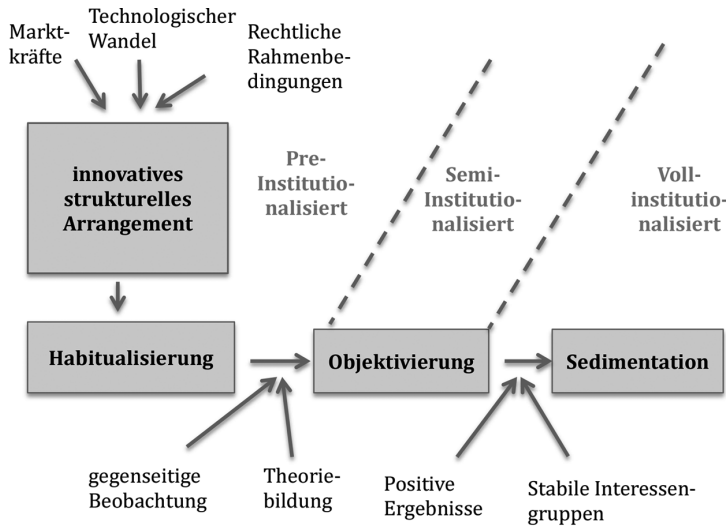 Markt-
kräfte
Technologischer
Wandel
Rechtliche
Rahmenbe-
dingungen
innovatives
strukturelles
Arrangement
Pre-
Institutio-
nalisiert
Semi-
Institutio-
nalisiert
Voll-
institutio-
nalisiert
Habitualisierung
Objektivierung
Sedimentation
gegenseitige
Beobachtung
Theorie-
bildung
Positive
Ergebnisse
Stabile Interessen-
gruppen